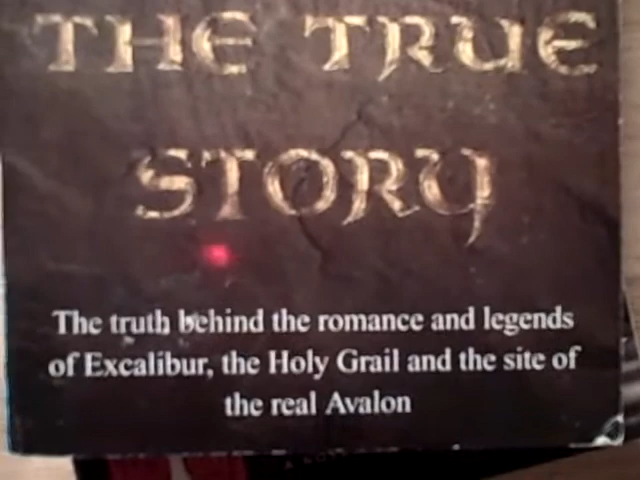 THE TRUE
STORY
The truth behind the romance and legends
of Excalibur, the Holy Grail and the site of
the real Avalon